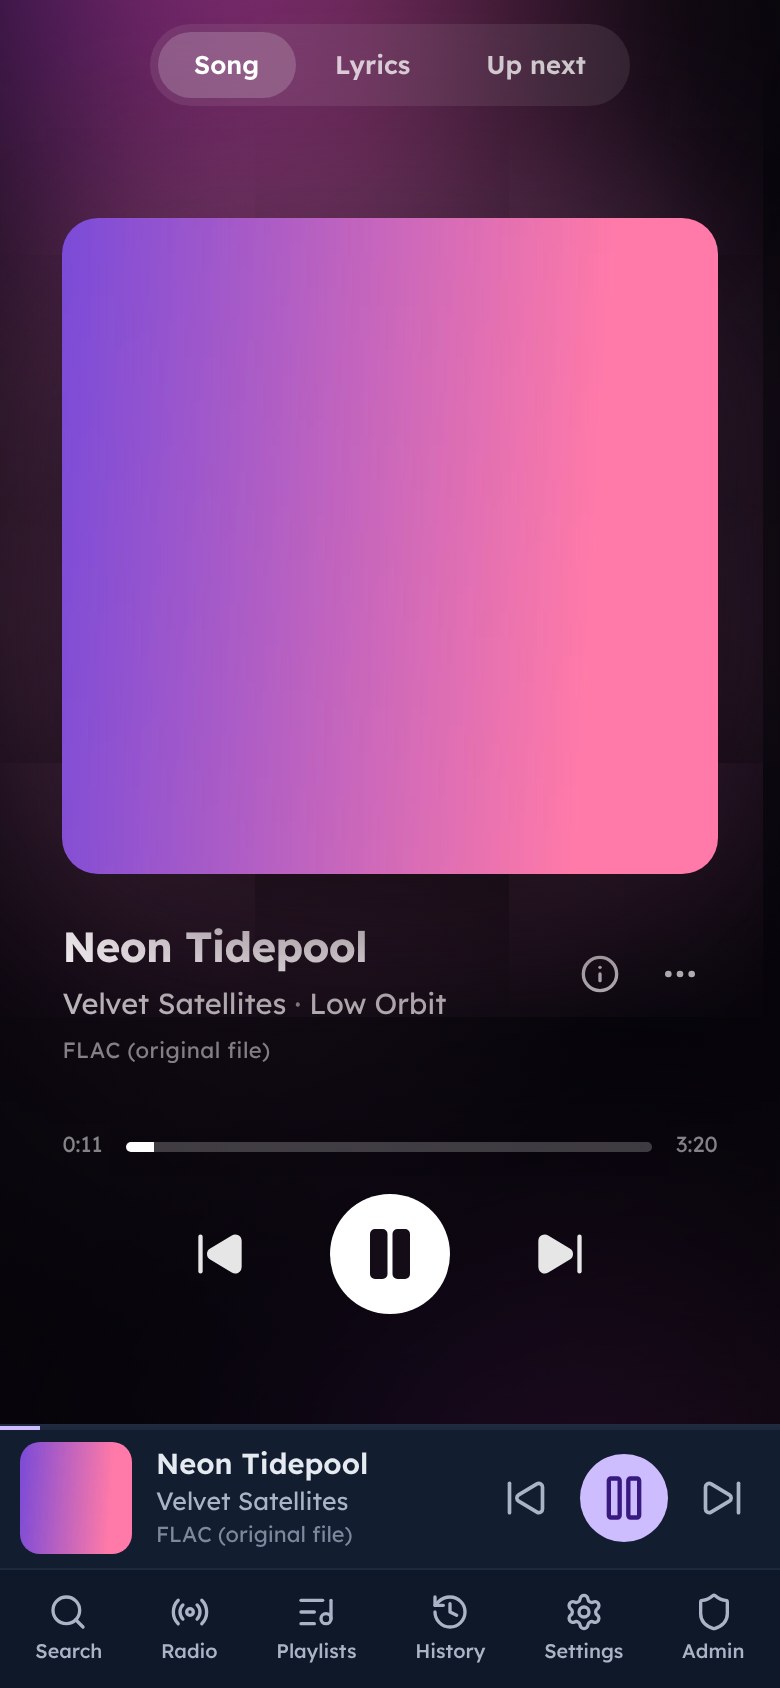 Song Lyrics Up next
Neon Tidepool
Velvet Satellites · Low Orbit
FLAC (original file)
0:11 3:20
Neon Tidepool
Velvet Satellites
FLAC (original file)
Search Radio Playlists History Settings Admin